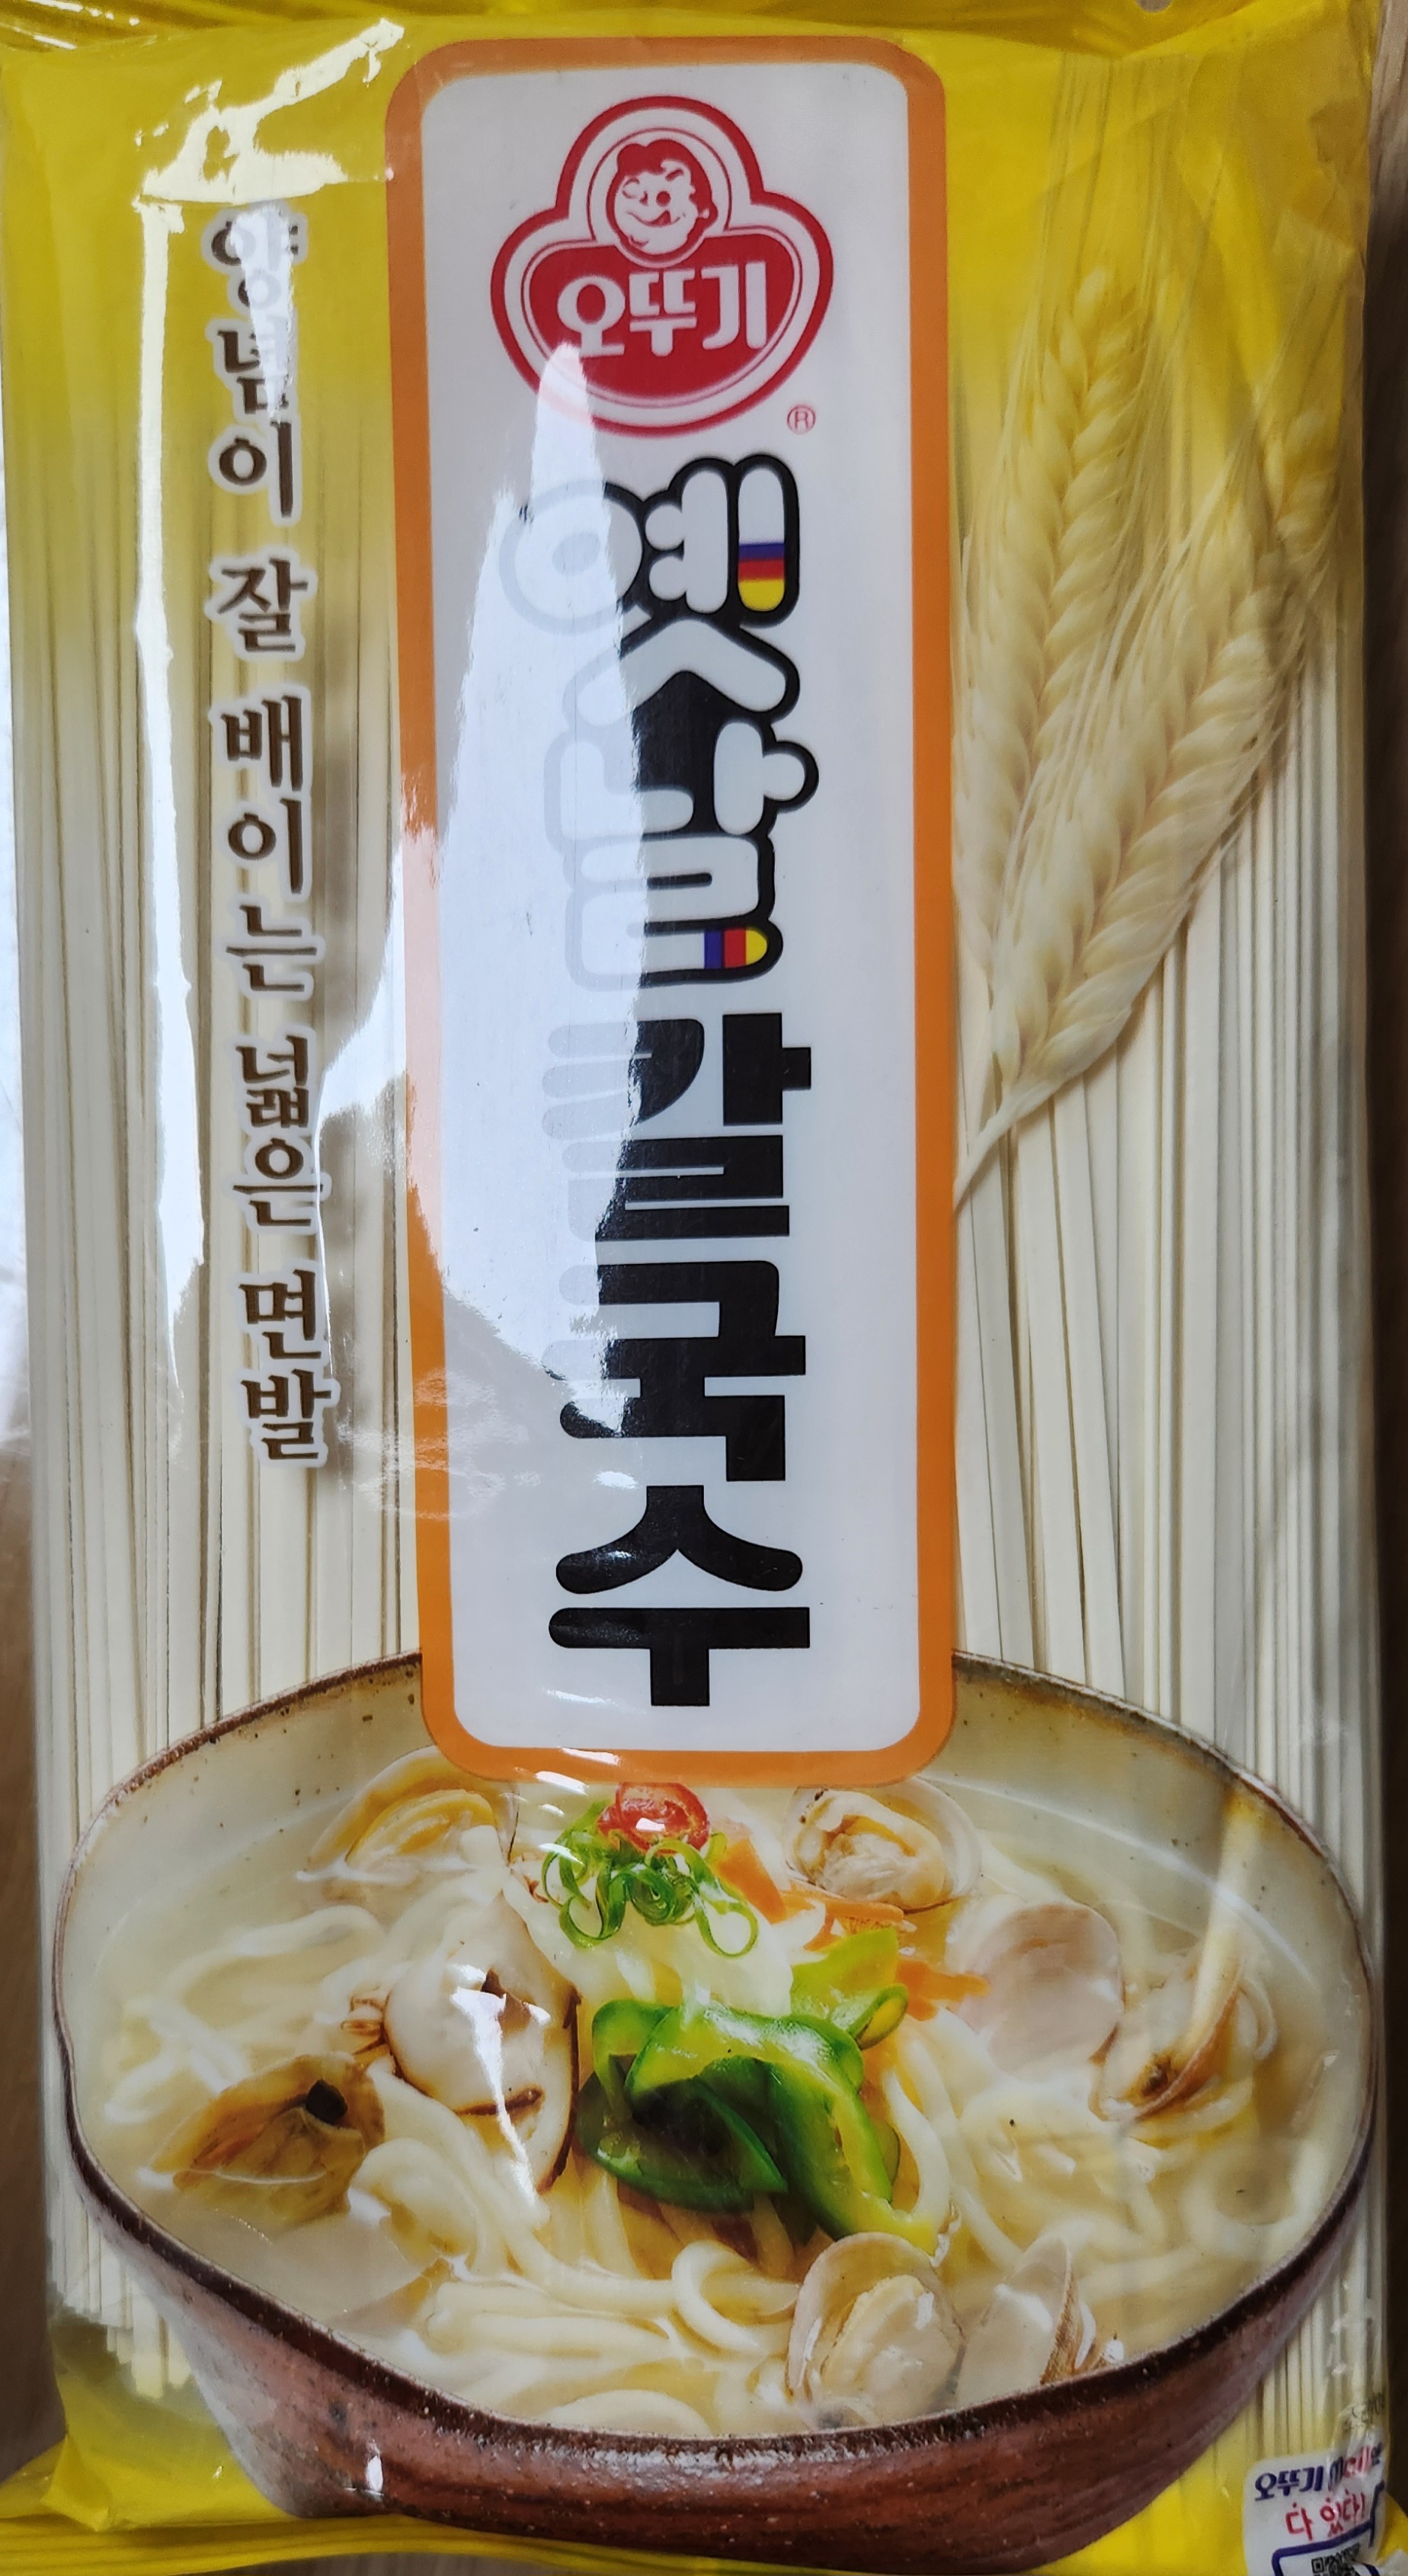 오뚜기
®
옛날
칼국수
양념이 잘 배이는 넓은 면발
오뚜기
다 있다!